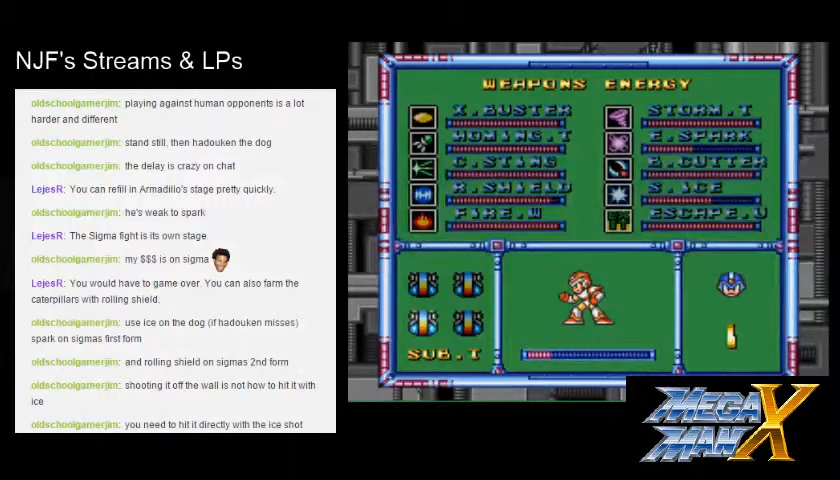 NJF's Streams & LPs
oldschoolgamerjim: playing against human opponents is a lot
harder and different
oldschoolgamerjim: stand still, then hadouken the dog
oldschoolgamerjim: the delay is crazy on chat
LejesR: You can refill in Armadillo's stage pretty quickly.
oldschoolgamerjim: he's weak to spark
LejesR: The Sigma fight is its own stage
oldschoolgamerjim: my $$$ is on sigma
LejesR: You would have to game over. You can also farm the
caterpillars with rolling shield.
oldschoolgamerjim: use ice on the dog (if hadouken misses)
spark on sigmas first form
oldschoolgamerjim: and rolling shield on sigmas 2nd form
oldschoolgamerjim: shooting it off the wall is not how to hit it with
ice
oldschoolgamerjim: you need to hit it directly with the ice shot
WEAPONS ENERGY
X.BUSTER
HOMING.T
C.STING
R.SHIELD
FIRE.W
STORM.T
E.SPARK
B.CUTTER
S.ICE
ESCAPE.U
SUB.T
MEGA
MAN X